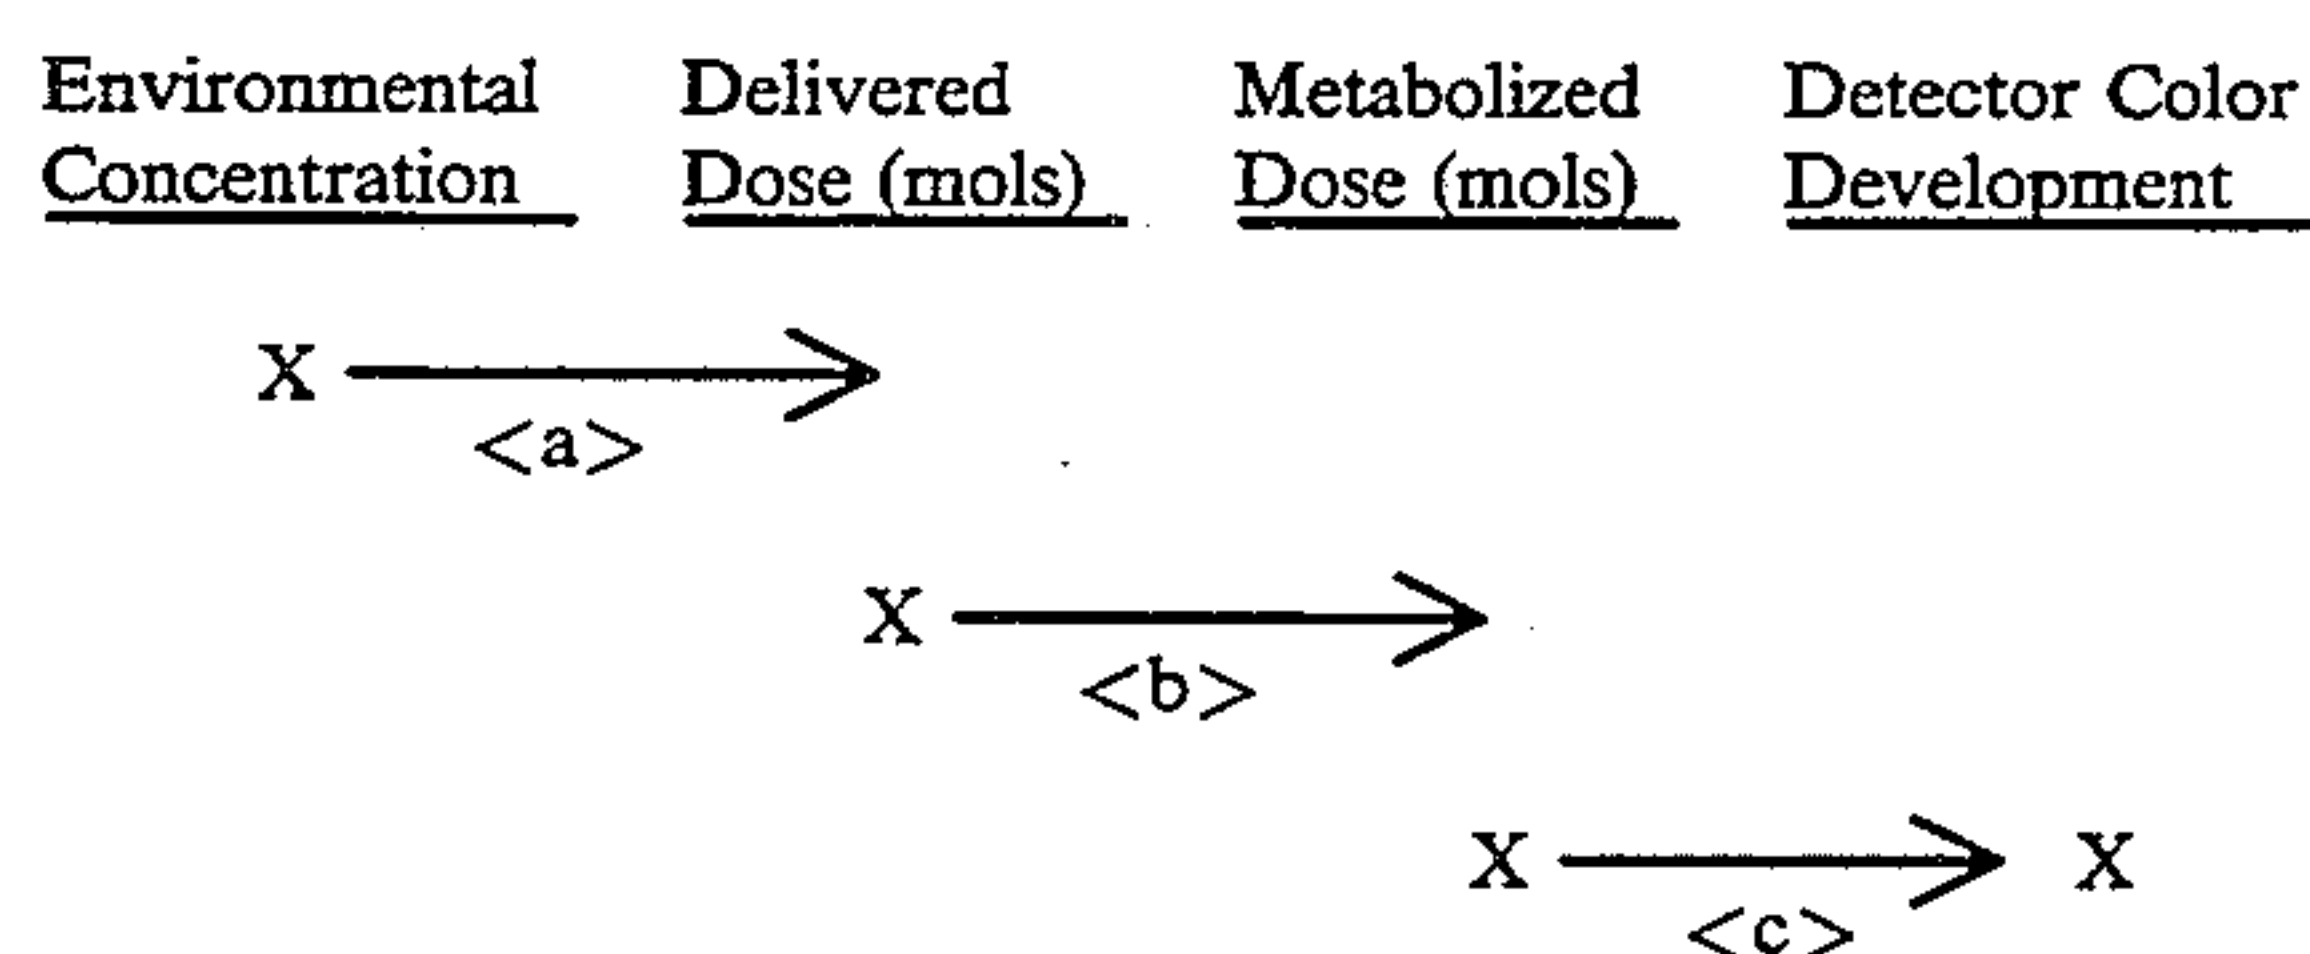 Environmental Delivered Metabolized Detector Color
Concentration Dose (mols) Dose (mols) Development
X
<a>
X
<b>
X X
<c>